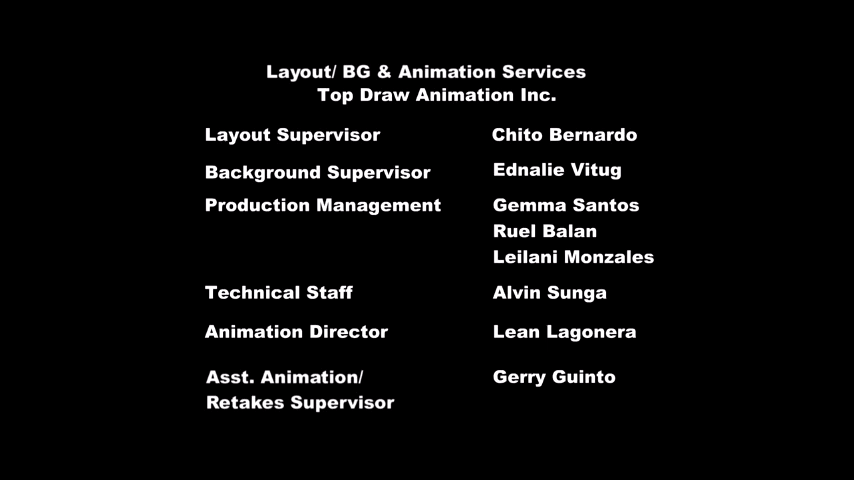 Layout/ BG & Animation Services
Top Draw Animation Inc.
Layout Supervisor Chito Bernardo
Background Supervisor Ednalie Vitug
Production Management Gemma Santos
Ruel Balan
Leilani Monzales
Technical Staff Alvin Sunga
Animation Director Lean Lagonera
Asst. Animation/ Gerry Guinto
Retakes Supervisor